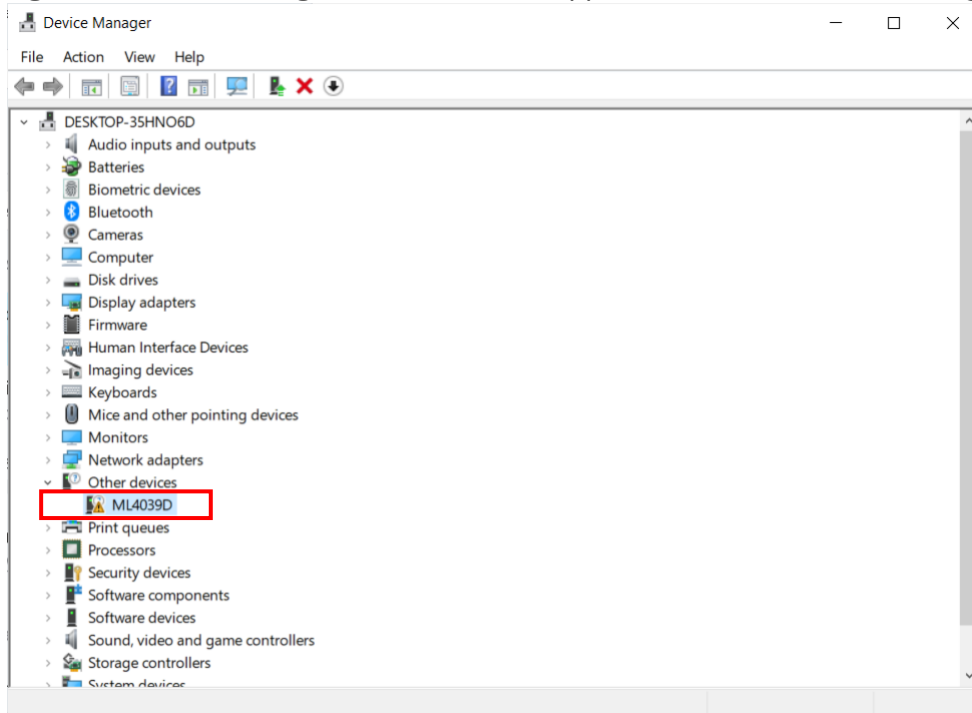 Device Manager
File Action View Help
DESKTOP-35HNO6D
Audio inputs and outputs
Batteries
Biometric devices
Bluetooth
Cameras
Computer
Disk drives
Display adapters
Firmware
Human Interface Devices
Imaging devices
Keyboards
Mice and other pointing devices
Monitors
Network adapters
Other devices
ML4039D
Print queues
Processors
Security devices
Software components
Software devices
Sound, video and game controllers
Storage controllers
System devices